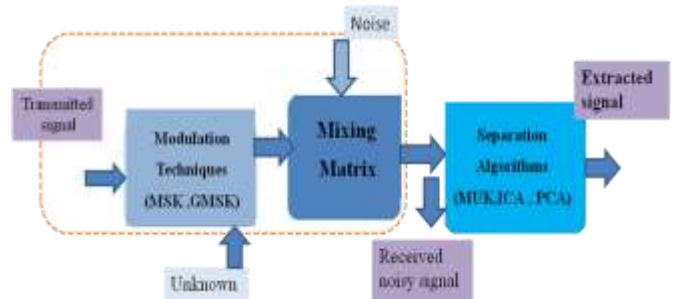 Noise
Extracted
signal
Transmitted
signal
Modulation
Techniques
(MSK ,GMSK)
Mixing
Matrix
Separation
Algorithms
(MUK,ICA , PCA)
Unknown
Received
noisy signal